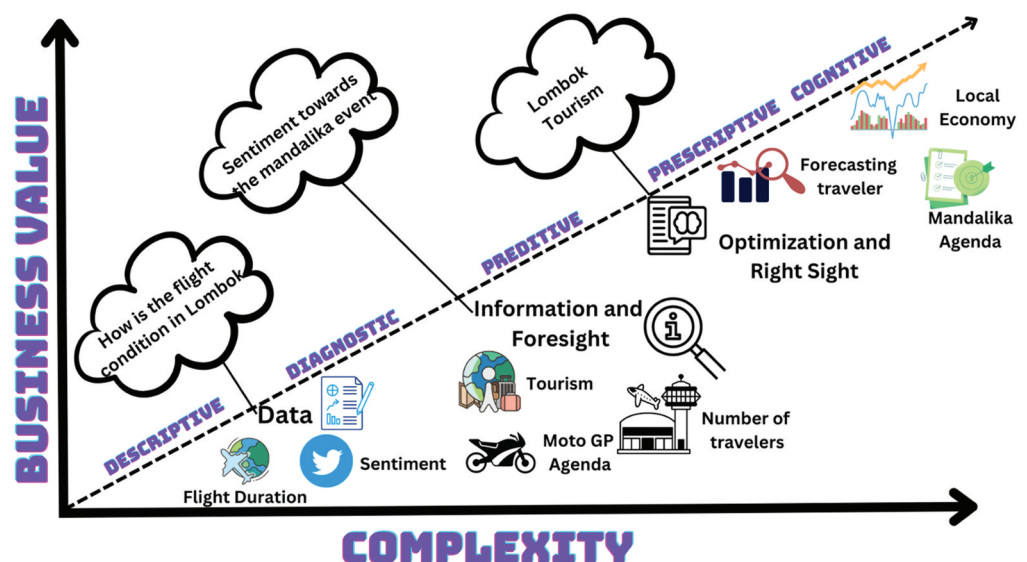 BUSINESS VALUE
How is the flight
condition in Lombok
Sentiment towards
the mandalika event
Lombok
Tourism
DESCRIPTIVE
DIAGNOSTIC
PREDITIVE
PRESCRIPTIVE
COGNITIVE
Data
Flight Duration
Sentiment
Information and
Foresight
Tourism
Moto GP
Agenda
Number of
travelers
Optimization and
Right Sight
Forecasting
traveler
Local
Economy
Mandalika
Agenda
COMPLEXITY